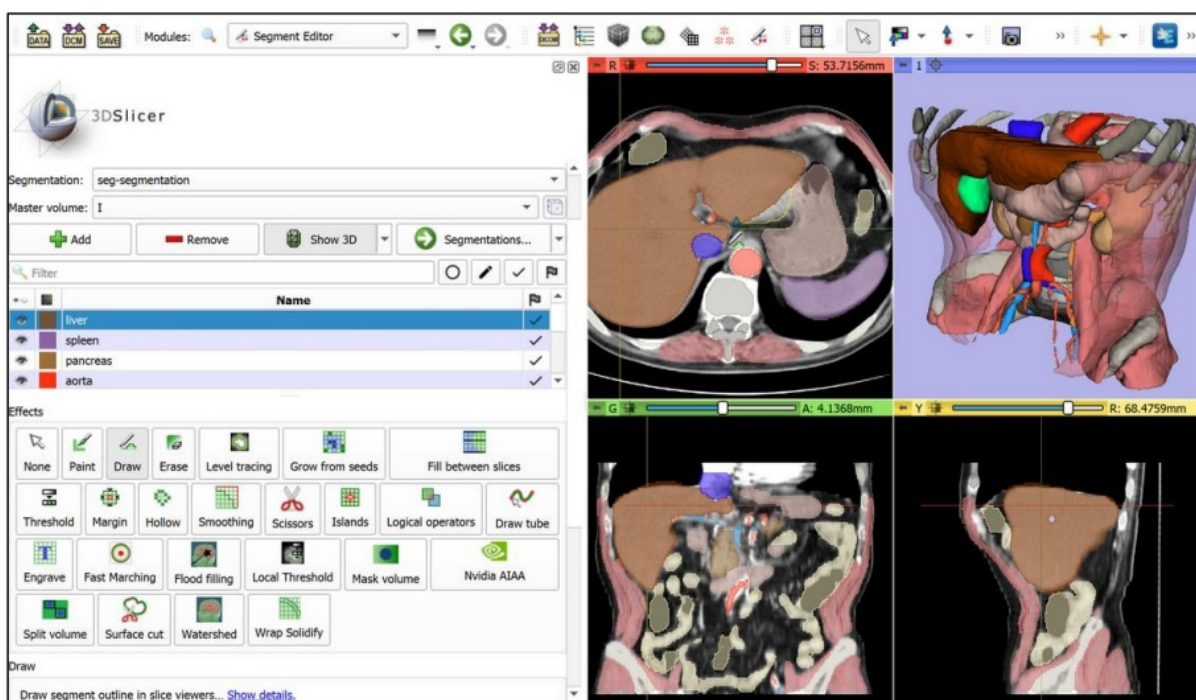 DATA DCM SAVE Modules: Segment Editor DCOM
R S: 53.7156mm 1
3DSlicer
Segmentation: seg-segmentation
Master volume: I
Add Remove Show 3D Segmentations...
Filter
Name
liver
spleen
pancreas
aorta
G A: 4.1368mm Y R: 68.4759mm
Effects
None Paint Draw Erase Level tracing Grow from seeds Fill between slices
Threshold Margin Hollow Smoothing Scissors Islands Logical operators Draw tube
Engrave Fast Marching Flood filling Local Threshold Mask volume Nvidia AIAA
Split volume Surface cut Watershed Wrap Solidify
Draw
Draw segment outline in slice viewers... Show details.